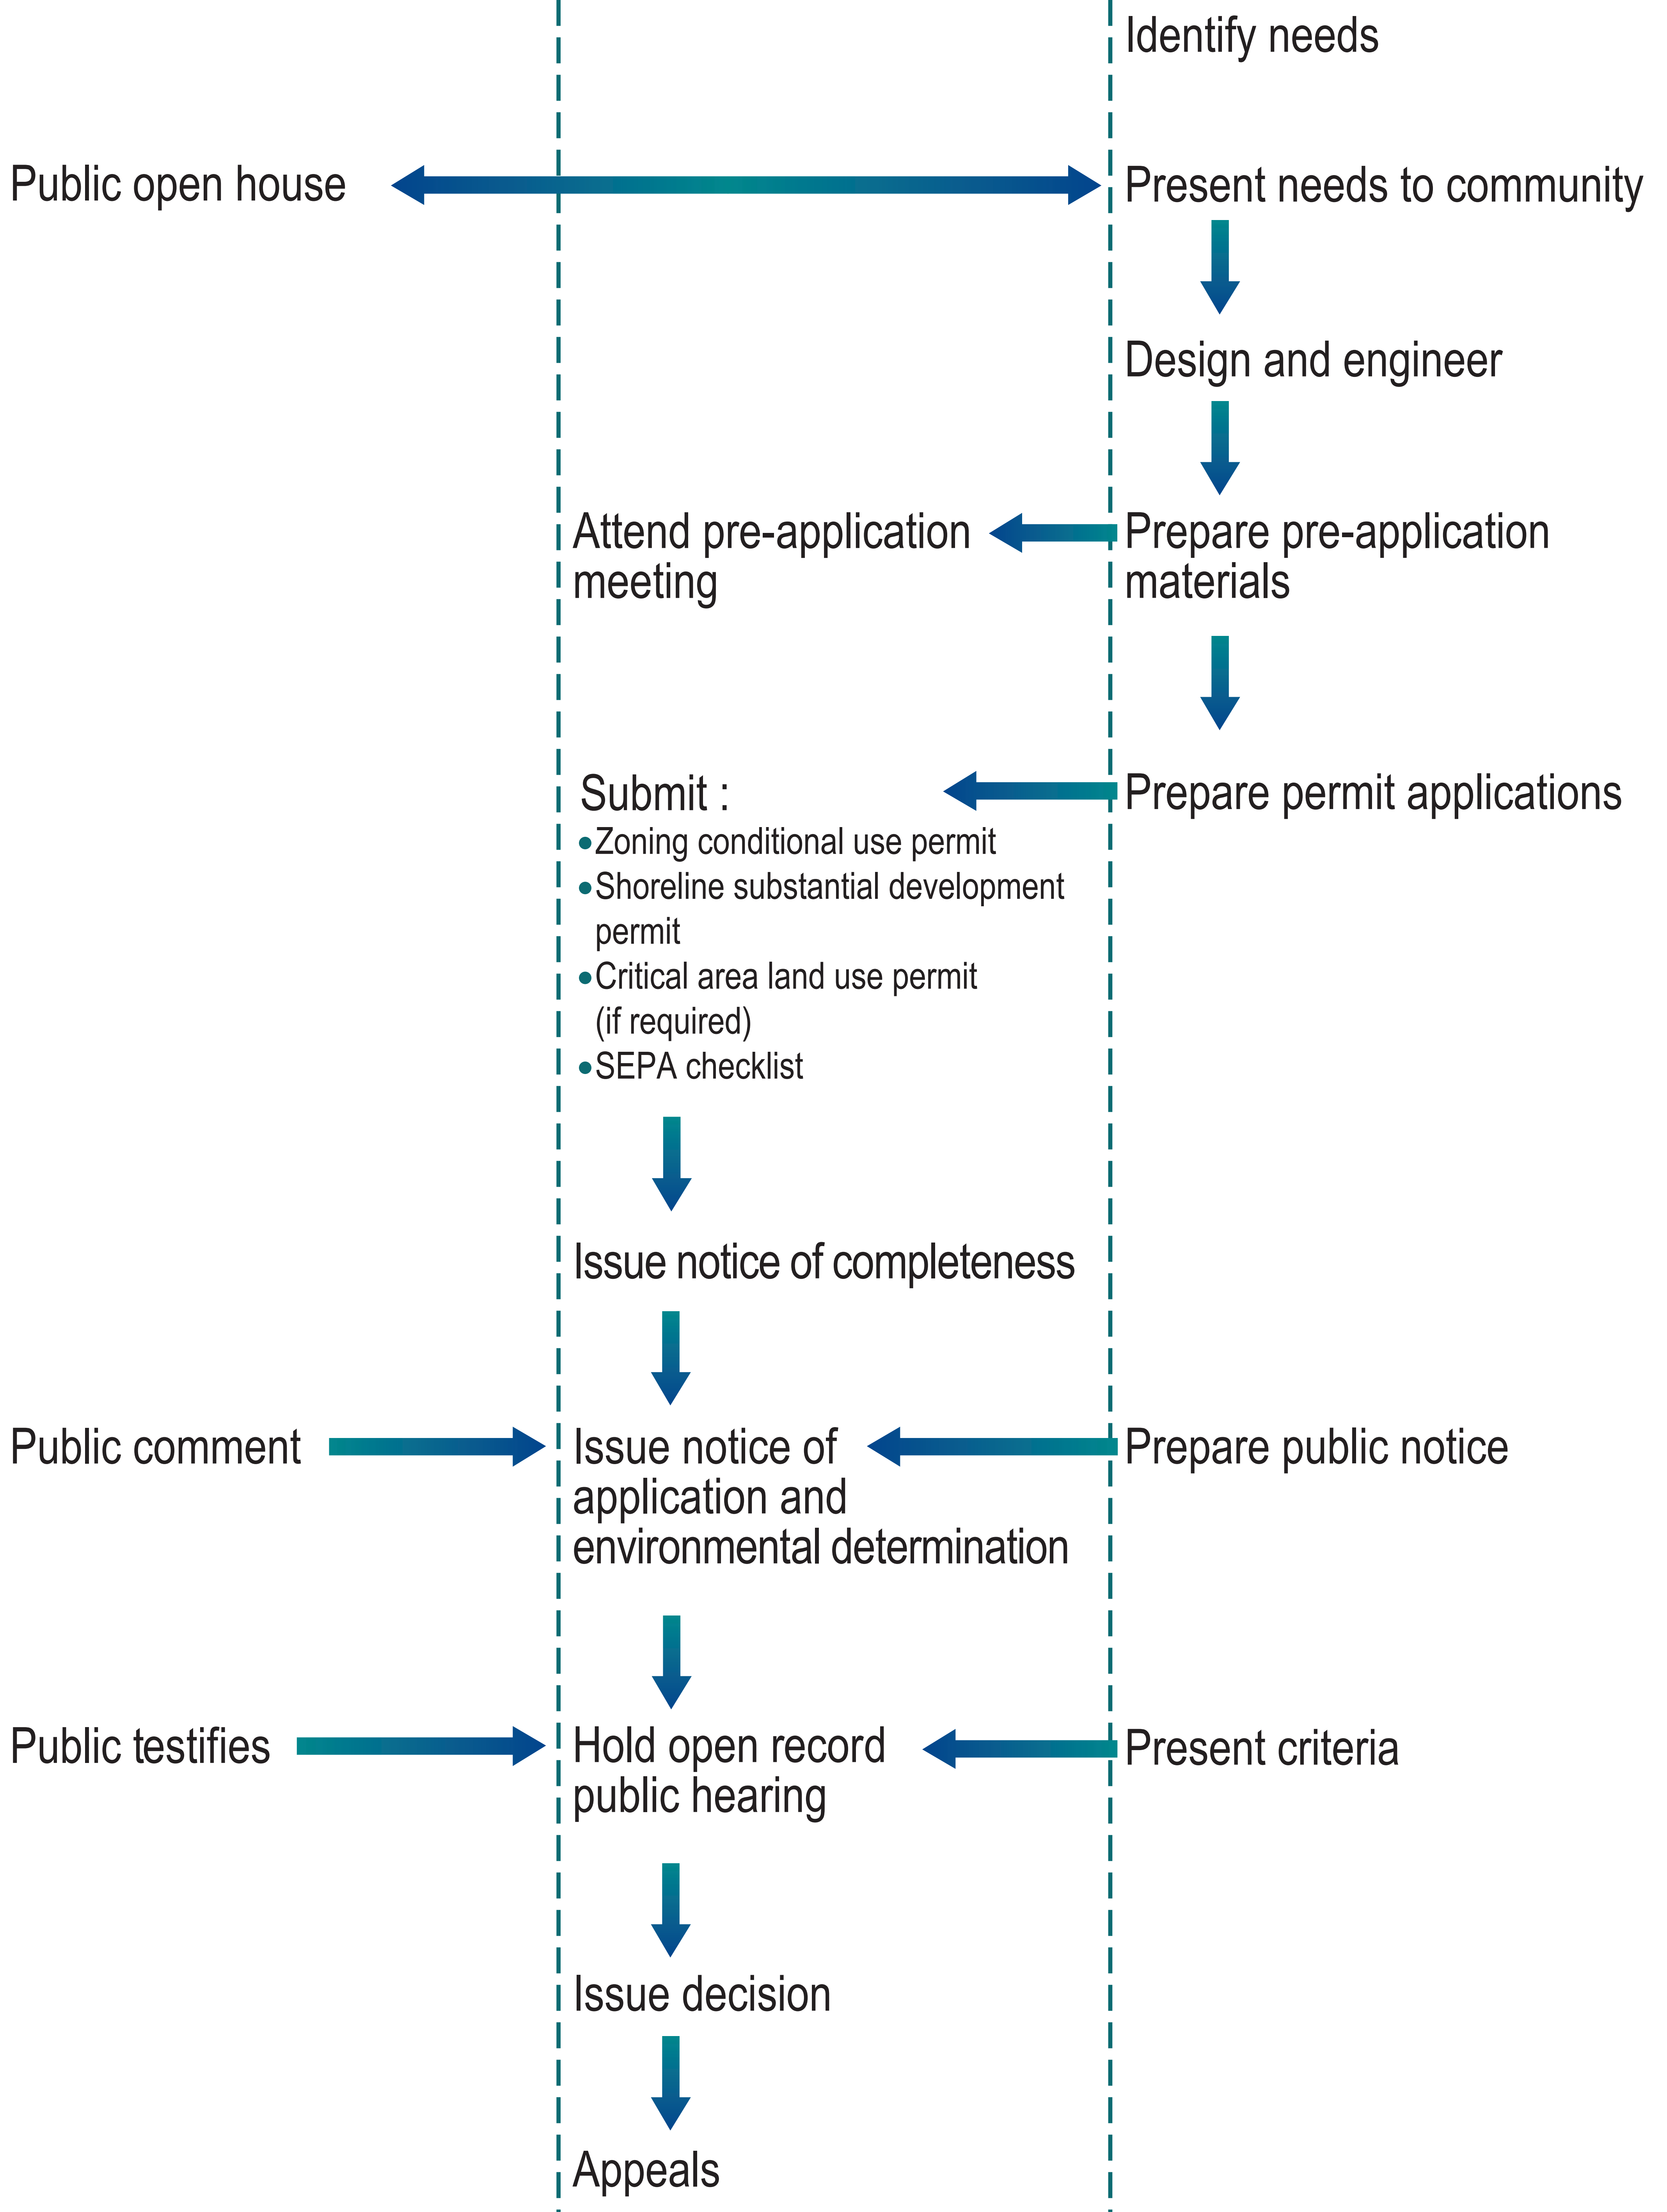 Identify needs
Public open house
Present needs to community
Design and engineer
Attend pre-application
meeting
Prepare pre-application
materials
Submit :
Prepare permit applications
•Zoning conditional use permit
•Shoreline substantial development
permit
•Critical area land use permit
(if required)
•SEPA checklist
Issue notice of completeness
Public comment
Issue notice of
application and
environmental determination
Prepare public notice
Public testifies
Hold open record
public hearing
Present criteria
Issue decision
Appeals